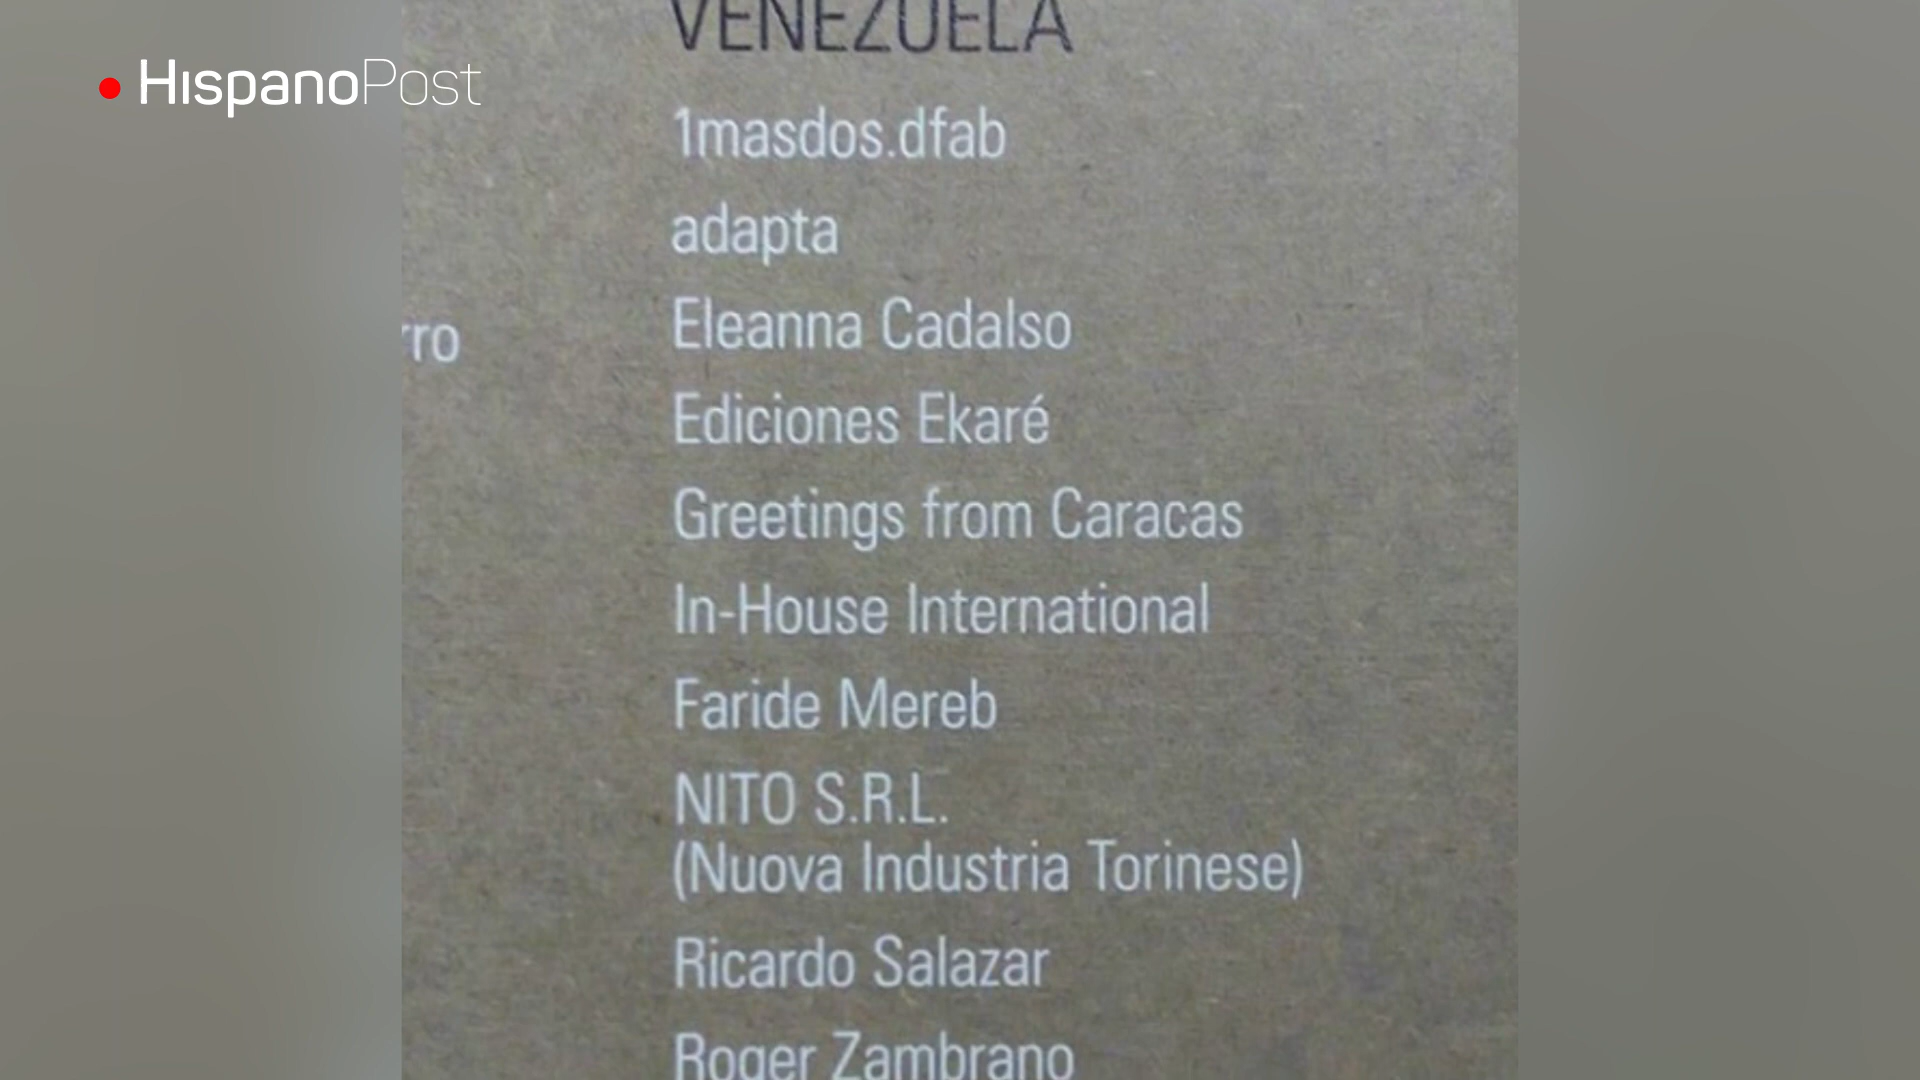 HispanoPost
VENEZUELA
1masdos.dfab
adapta
rro
Eleanna Cadalso
Ediciones Ekaré
Greetings from Caracas
In-House International
Faride Mereb
NITO S.R.L.
(Nuova Industria Torinese)
Ricardo Salazar
Roger Zambrano